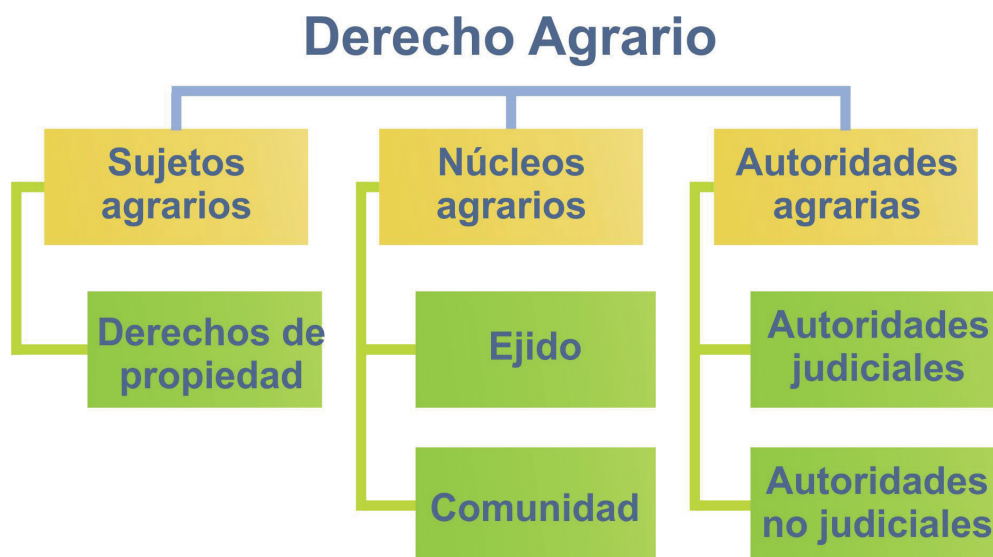 Derecho Agrario
Sujetos
agrarios
Núcleos
agrarios
Autoridades
agrarias
Derechos de
propiedad
Ejido
Autoridades
judiciales
Comunidad
Autoridades
no judiciales